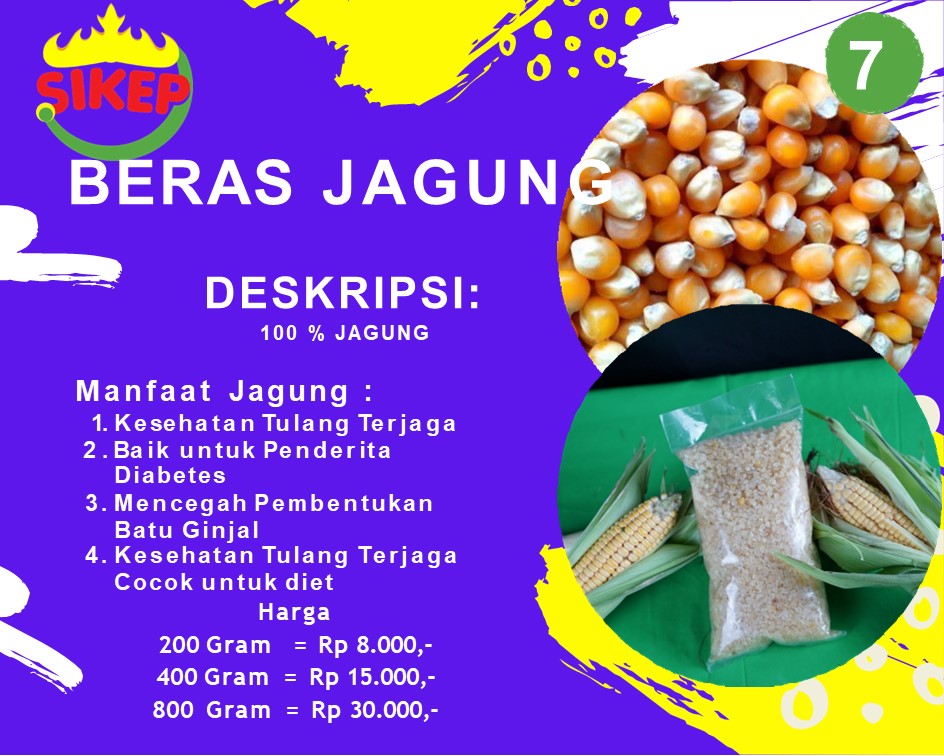 SIKEP
7
BERAS JAGUNG
DESKRIPSI:
100 % JAGUNG
Manfaat Jagung :
1. Kesehatan Tulang Terjaga
2. Baik untuk Penderita
Diabetes
3. Mencegah Pembentukan
Batu Ginjal
4. Kesehatan Tulang Terjaga
Cocok untuk diet
Harga
200 Gram = Rp 8.000,-
400 Gram = Rp 15.000,-
800 Gram = Rp 30.000,-